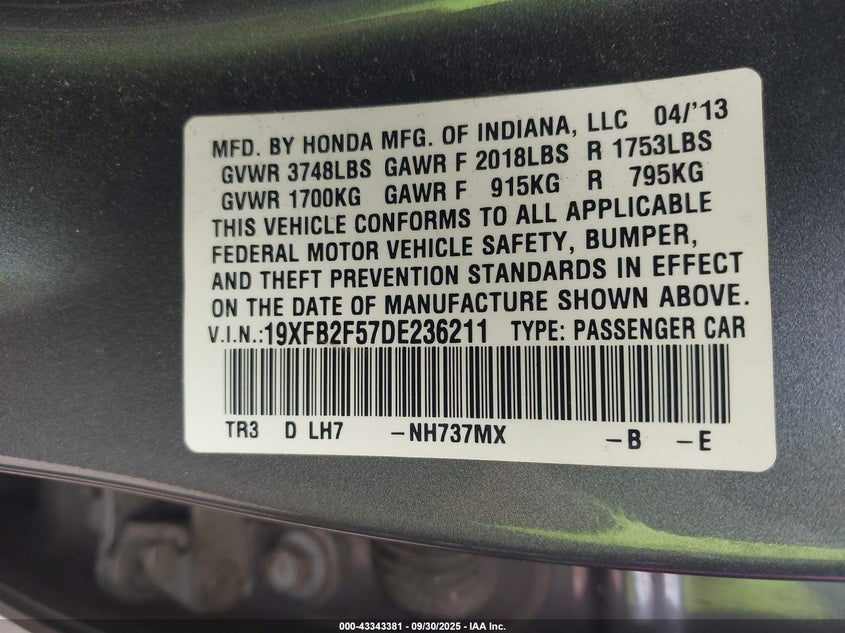 MFD. BY HONDA MFG. OF INDIANA, LLC 04/'13
GVWR 3748LBS GAWR F 2018LBS R 1753LBS
GVWR 1700KG GAWR F 915KG R 795KG
THIS VEHICLE CONFORMS TO ALL APPLICABLE
FEDERAL MOTOR VEHICLE SAFETY, BUMPER,
AND THEFT PREVENTION STANDARDS IN EFFECT
ON THE DATE OF MANUFACTURE SHOWN ABOVE.
V.I.N.:19XFB2F57DE236211 TYPE: PASSENGER CAR
TR3 D LH7 -NH737MX -B -E
000-43343381 - 09/30/2025 - IAA Inc.